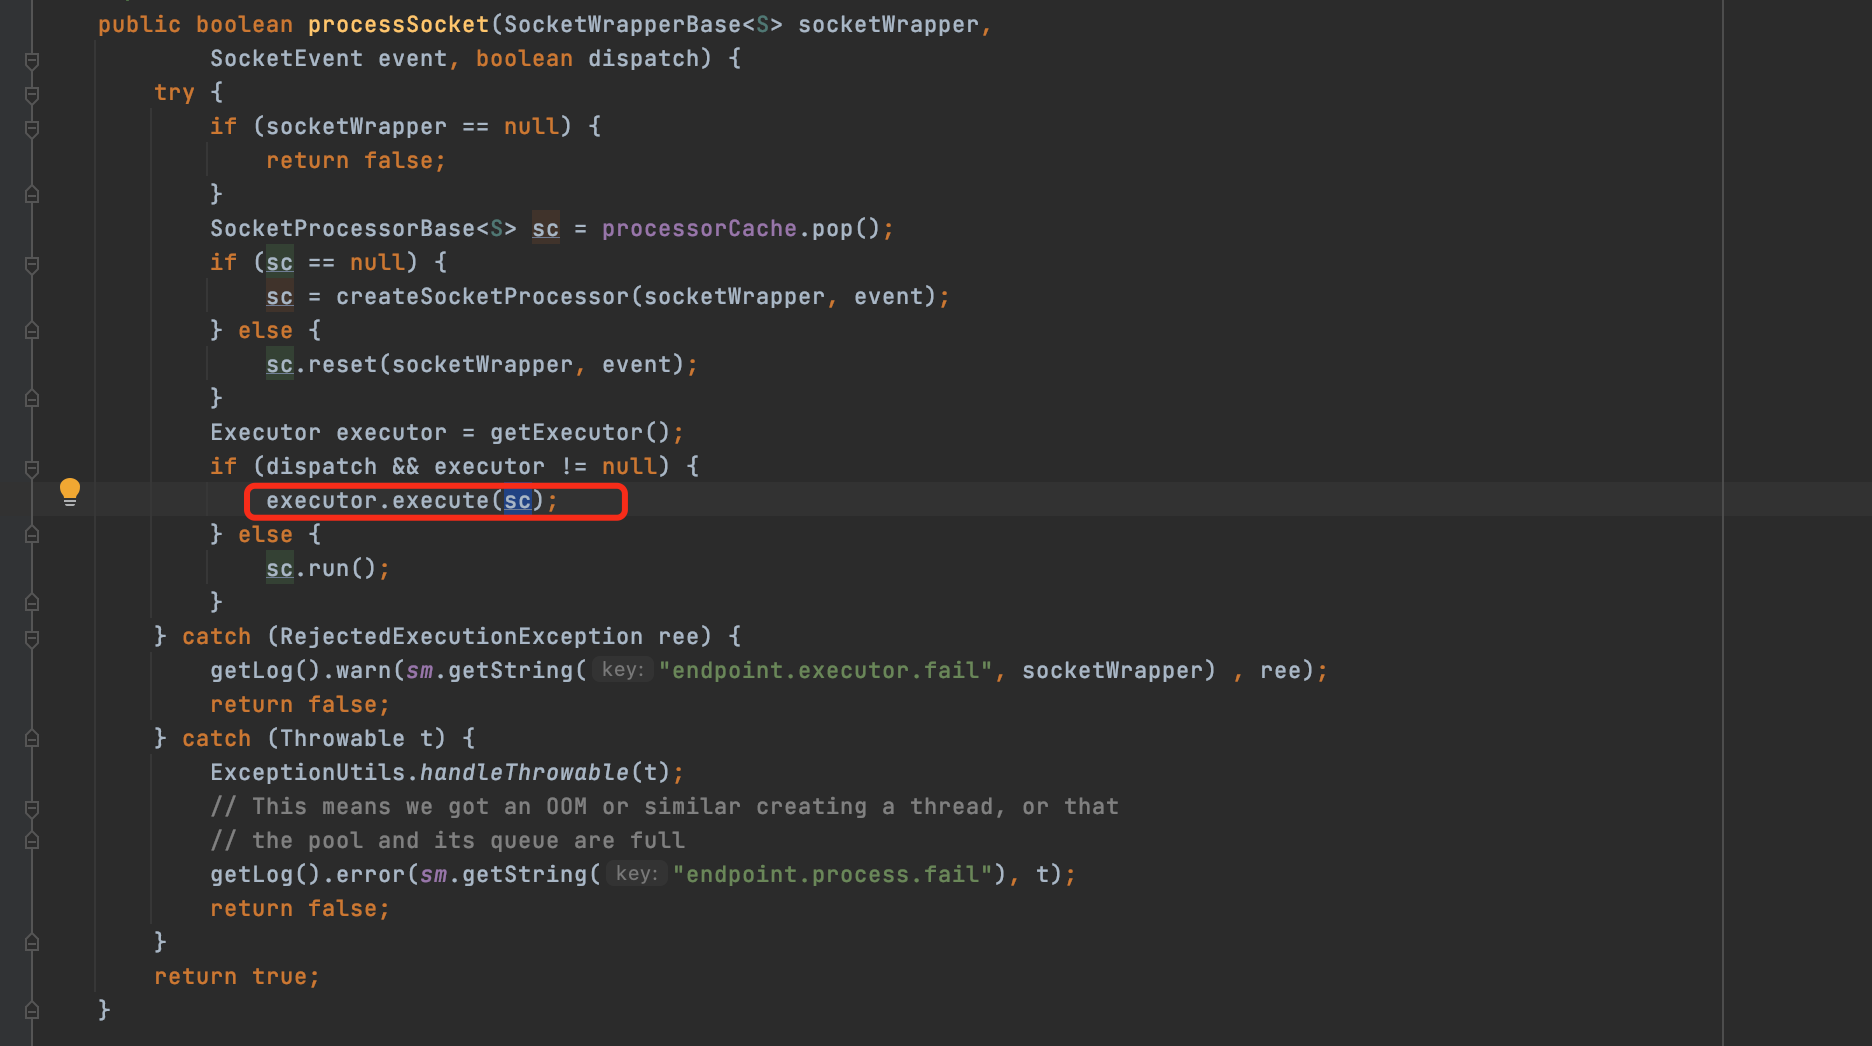 public boolean processSocket(SocketWrapperBase<S> socketWrapper,
SocketEvent event, boolean dispatch) {
try {
if (socketWrapper == null) {
return false;
}
SocketProcessorBase<S> sc = processorCache.pop();
if (sc == null) {
sc = createSocketProcessor(socketWrapper, event);
} else {
sc.reset(socketWrapper, event);
}
Executor executor = getExecutor();
if (dispatch && executor != null) {
executor.execute(sc);
} else {
sc.run();
}
} catch (RejectedExecutionException ree) {
getLog().warn(sm.getString( key: "endpoint.executor.fail", socketWrapper) , ree);
return false;
} catch (Throwable t) {
ExceptionUtils.handleThrowable(t);
// This means we got an OOM or similar creating a thread, or that
// the pool and its queue are full
getLog().error(sm.getString( key: "endpoint.process.fail"), t);
return false;
}
return true;
}